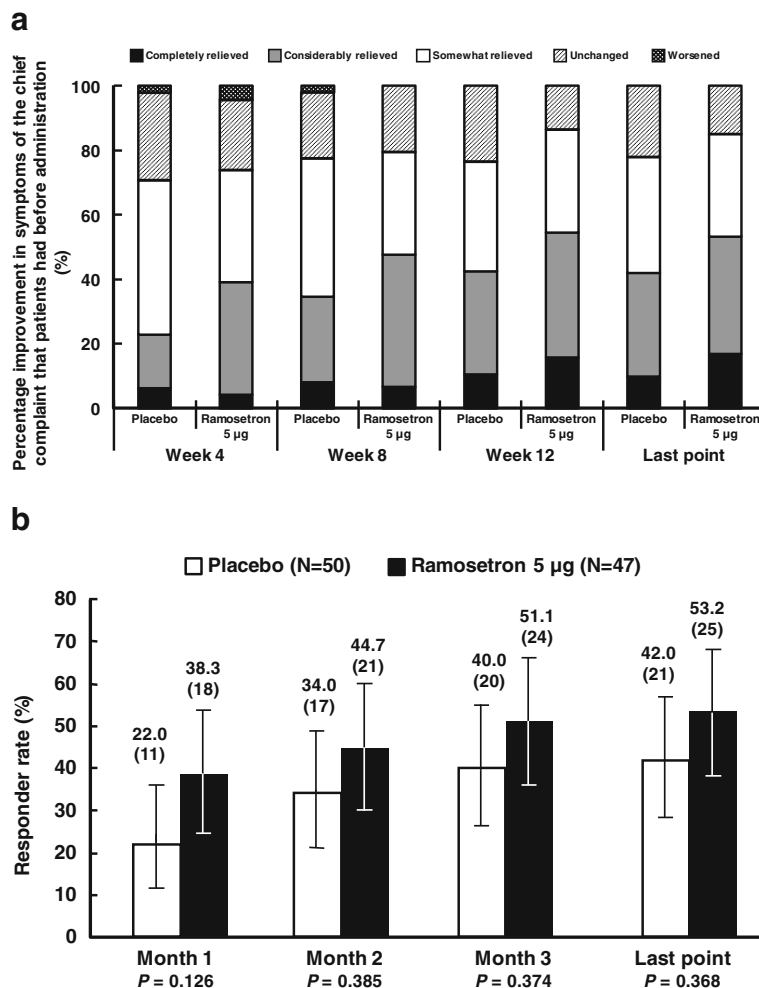 a
Completely relieved Considerably relieved Somewhat relieved Unchanged Worsened
Percentage improvement in symptoms of the chief
complaint that patients had before administration
(%)
100
80
60
40
20
0
Placebo Ramosetron Placebo Ramosetron Placebo Ramosetron Placebo Ramosetron
5 µg 5 µg 5 µg 5 µg
Week 4 Week 8 Week 12 Last point
b
Placebo (N=50) Ramosetron 5 µg (N=47)
Responder rate (%)
80
70
60
50
40
30
20
10
0
22.0
(11)
38.3
(18)
34.0
(17)
44.7
(21)
40.0
(20)
51.1
(24)
42.0
(21)
53.2
(25)
Month 1 Month 2 Month 3 Last point
P = 0.126 P = 0.385 P = 0.374 P = 0.368